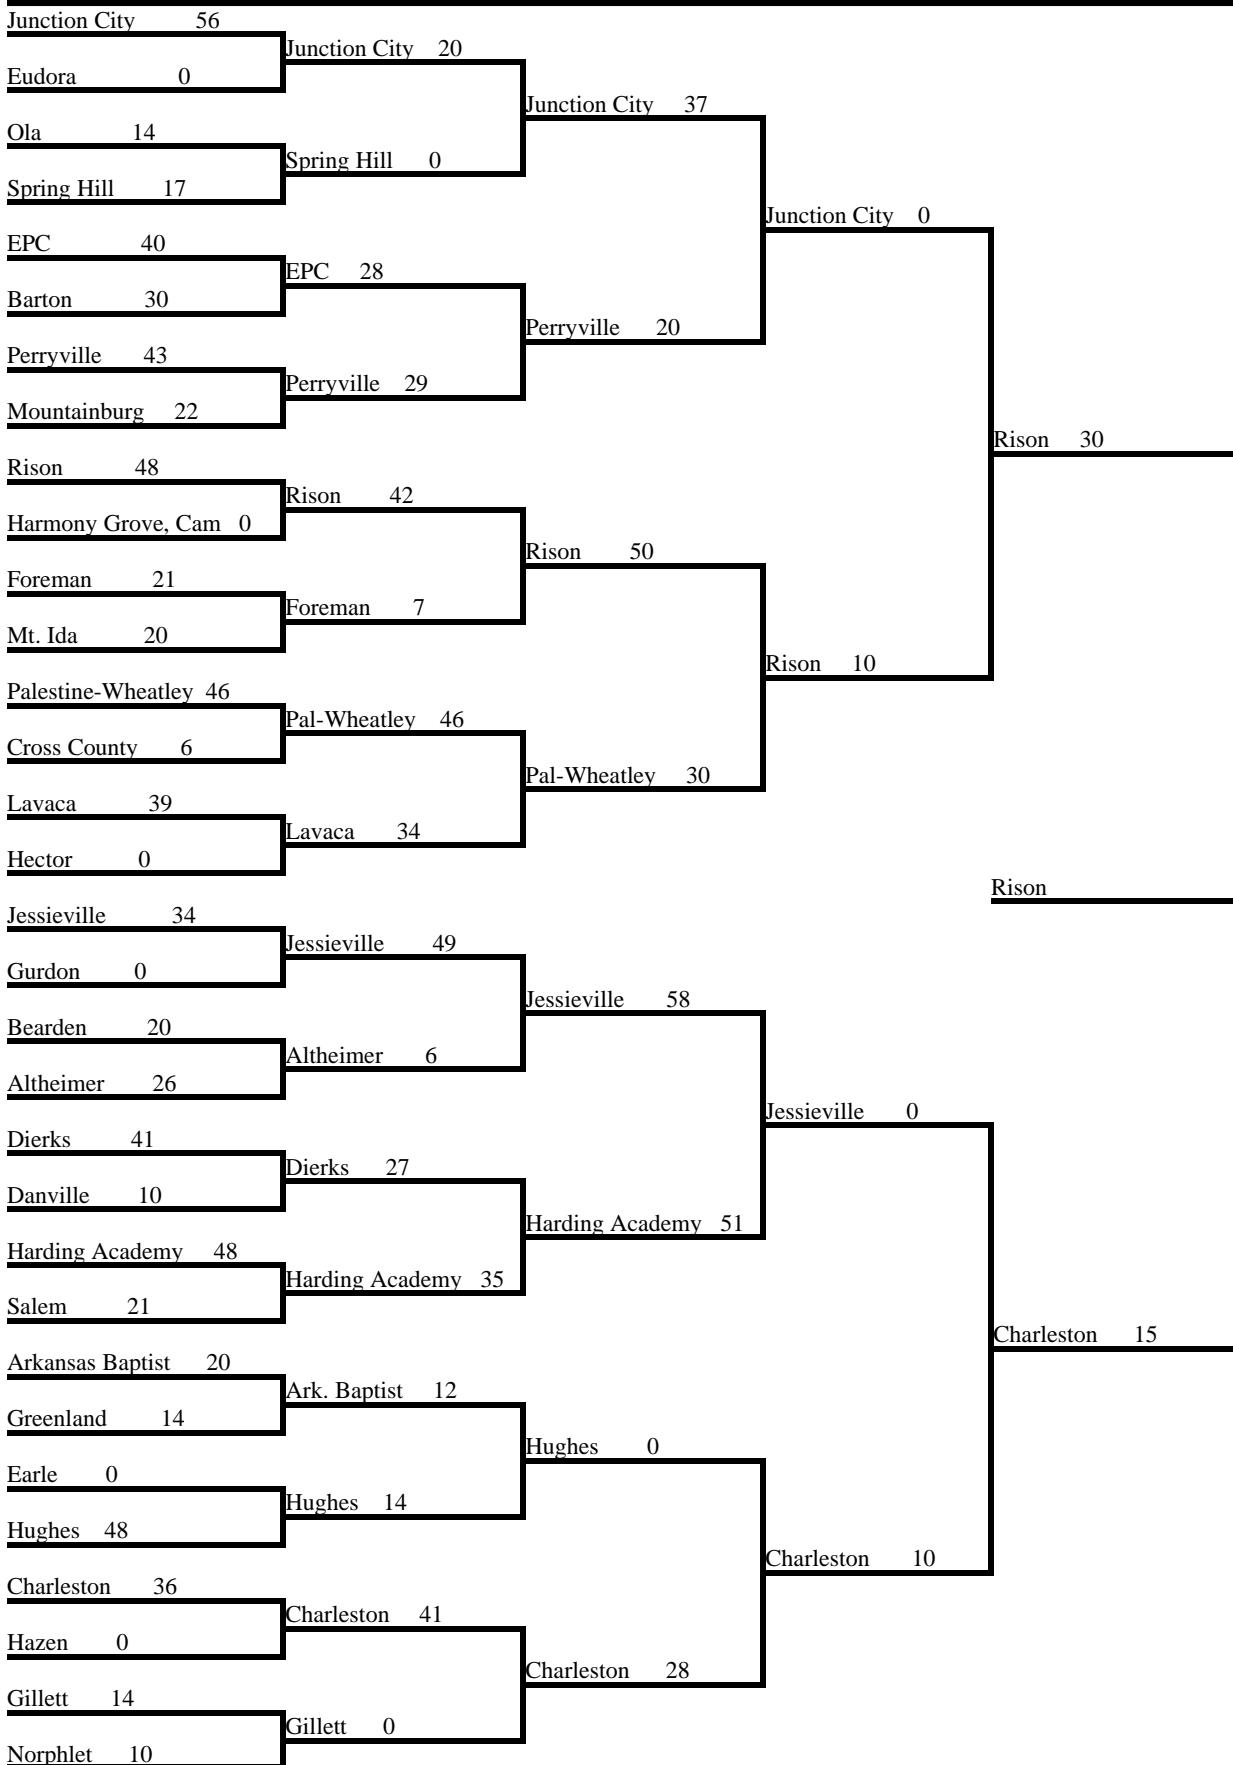 Junction City 56
Eudora 0
Ola 14
Spring Hill 17
EPC 40
Barton 30
Perryville 43
Mountainburg 22
Rison 48
Harmony Grove, Cam 0
Foreman 21
Mt. Ida 20
Palestine-Wheatley 46
Cross County 6
Lavaca 39
Hector 0
Jessieville 34
Gurdon 0
Bearden 20
Altheimer 26
Dierks 41
Danville 10
Harding Academy 48
Salem 21
Arkansas Baptist 20
Greenland 14
Earle 0
Hughes 48
Charleston 36
Hazen 0
Gillett 14
Norphlet 10
Junction City 20
Spring Hill 0
EPC 28
Perryville 29
Rison 42
Foreman 7
Pal-Wheatley 46
Lavaca 34
Jessieville 49
Altheimer 6
Dierks 27
Harding Academy 35
Ark. Baptist 12
Hughes 14
Charleston 41
Gillett 0
Junction City 37
Perryville 20
Rison 50
Pal-Wheatley 30
Jessieville 58
Harding Academy 51
Hughes 0
Charleston 28
Junction City 0
Rison 10
Jessieville 0
Charleston 10
Rison 30
Charleston 15
Rison